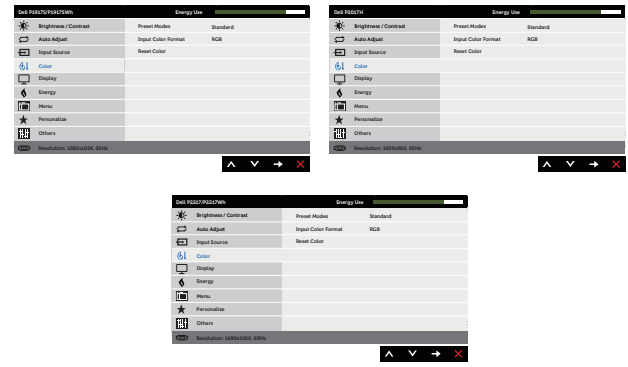 Dell P1917S/P1917SWh Energy Use
Brightness / Contrast Preset Modes Standard
Auto Adjust Input Color Format RGB
Input Source Reset Color
Color
Display
Energy
Menu
Personalize
Others
Resolution: 1280x1024, 60Hz
Dell P2017H Energy Use
Brightness / Contrast Preset Modes Standard
Auto Adjust Input Color Format RGB
Input Source Reset Color
Color
Display
Energy
Menu
Personalize
Others
Resolution: 1600x900, 60Hz
Dell P2217/P2217Wh Energy Use
Brightness / Contrast Preset Modes Standard
Auto Adjust Input Color Format RGB
Input Source Reset Color
Color
Display
Energy
Menu
Personalize
Others
Resolution: 1680x1050, 60Hz